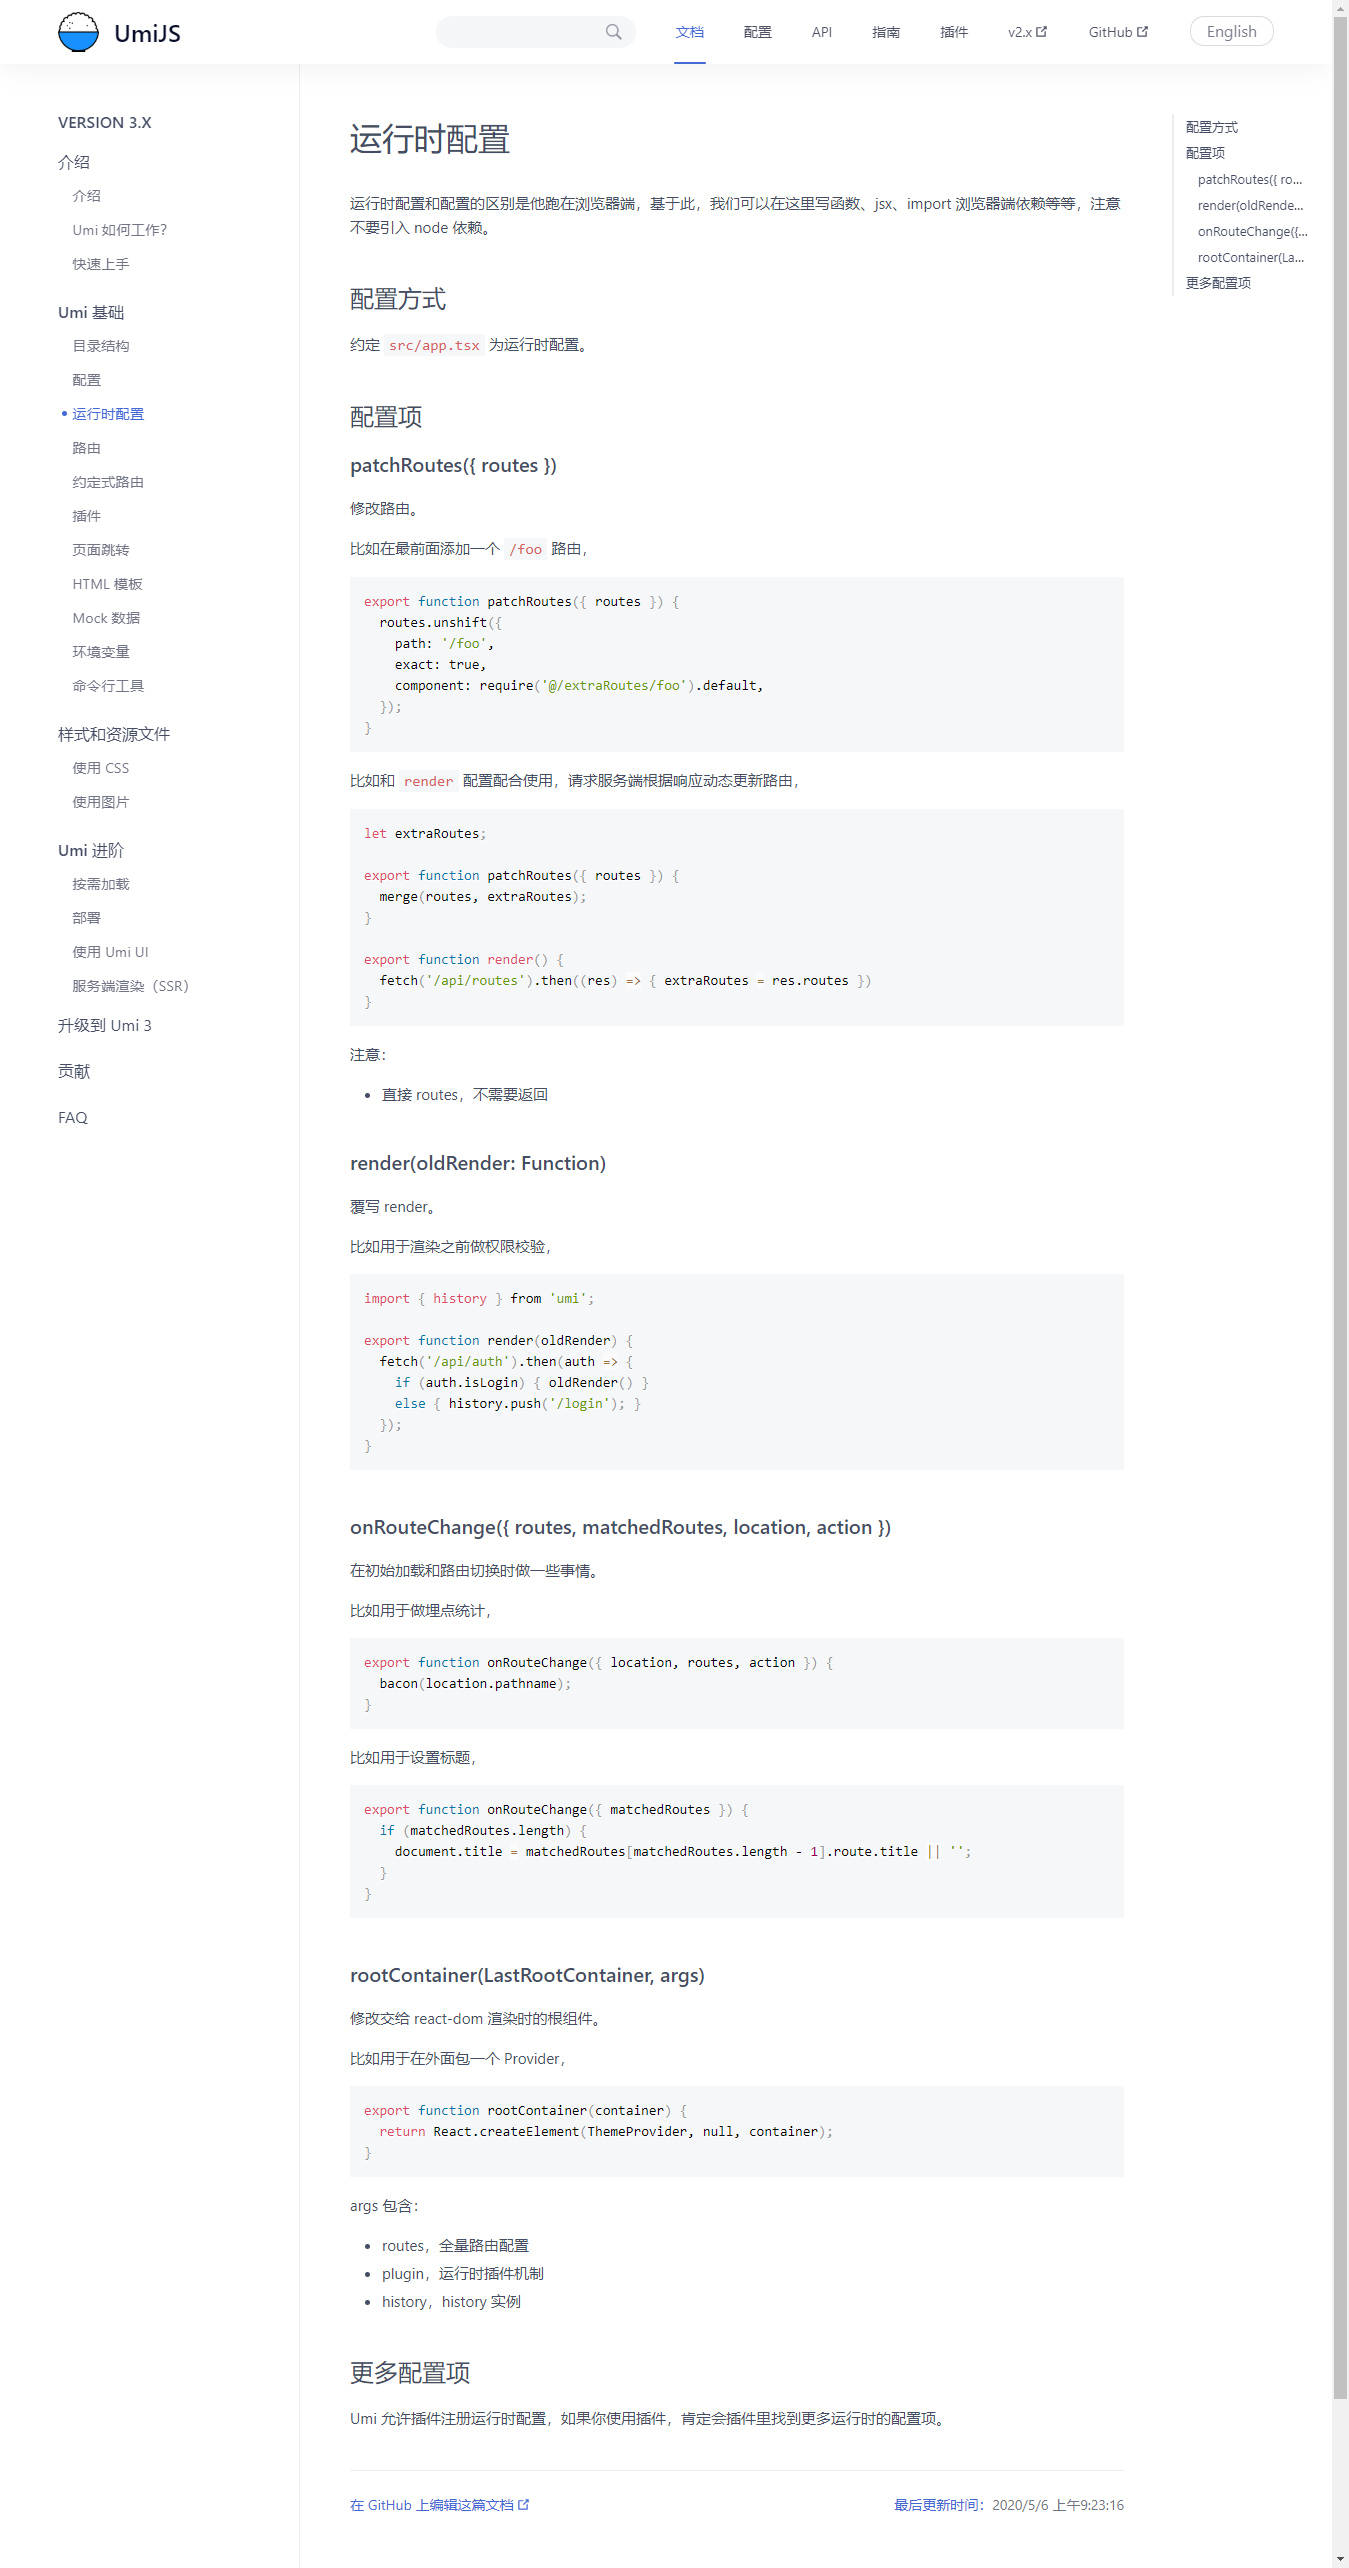 UmiJS
文档
配置
API
指南
插件
v2.x
GitHub
English
VERSION 3.X
介绍
介绍
Umi 如何工作?
快速上手
Umi 基础
目录结构
配置
运行时配置
路由
约定式路由
插件
页面跳转
HTML 模板
Mock 数据
环境变量
命令行工具
样式和资源文件
使用 CSS
使用图片
Umi 进阶
按需加载
部署
使用 Umi UI
服务端渲染（SSR）
升级到 Umi 3
贡献
FAQ
运行时配置
运行时配置和配置的区别是他跑在浏览器端，基于此，我们可以在这里写函数、jsx、import 浏览器端依赖等等，注意
不要引入 node 依赖。
配置方式
约定 src/app.tsx 为运行时配置。
配置项
patchRoutes({ routes })
修改路由。
比如在最前面添加一个 /foo 路由，
export function patchRoutes({ routes }) {
  routes.unshift({
    path: '/foo',
    exact: true,
    component: require('@/extraRoutes/foo').default,
  });
}
比如和 render 配置配合使用，请求服务端根据响应动态更新路由，
let extraRoutes;
export function patchRoutes({ routes }) {
  merge(routes, extraRoutes);
}
export function render() {
  fetch('/api/routes').then((res) => { extraRoutes = res.routes })
}
注意：
• 直接 routes，不需要返回
render(oldRender: Function)
覆写 render。
比如用于渲染之前做权限校验，
import { history } from 'umi';
export function render(oldRender) {
  fetch('/api/auth').then(auth => {
    if (auth.isLogin) { oldRender() }
    else { history.push('/login'); }
  });
}
onRouteChange({ routes, matchedRoutes, location, action })
在初始加载和路由切换时做一些事情。
比如用于做埋点统计，
export function onRouteChange({ location, routes, action }) {
  bacon(location.pathname);
}
比如用于设置标题，
export function onRouteChange({ matchedRoutes }) {
  if (matchedRoutes.length) {
    document.title = matchedRoutes[matchedRoutes.length - 1].route.title || '';
  }
}
rootContainer(LastRootContainer, args)
修改交给 react-dom 渲染时的根组件。
比如用于在外面包一个 Provider，
export function rootContainer(container) {
  return React.createElement(ThemeProvider, null, container);
}
args 包含：
• routes，全量路由配置
• plugin，运行时插件机制
• history，history 实例
更多配置项
Umi 允许插件注册运行时配置，如果你使用插件，肯定会插件里找到更多运行时的配置项。
在 GitHub 上编辑这篇文档
最后更新时间：2020/5/6 上午9:23:16
配置方式
配置项
patchRoutes({ ro...
render(oldRende...
onRouteChange({...
rootContainer(La...
更多配置项